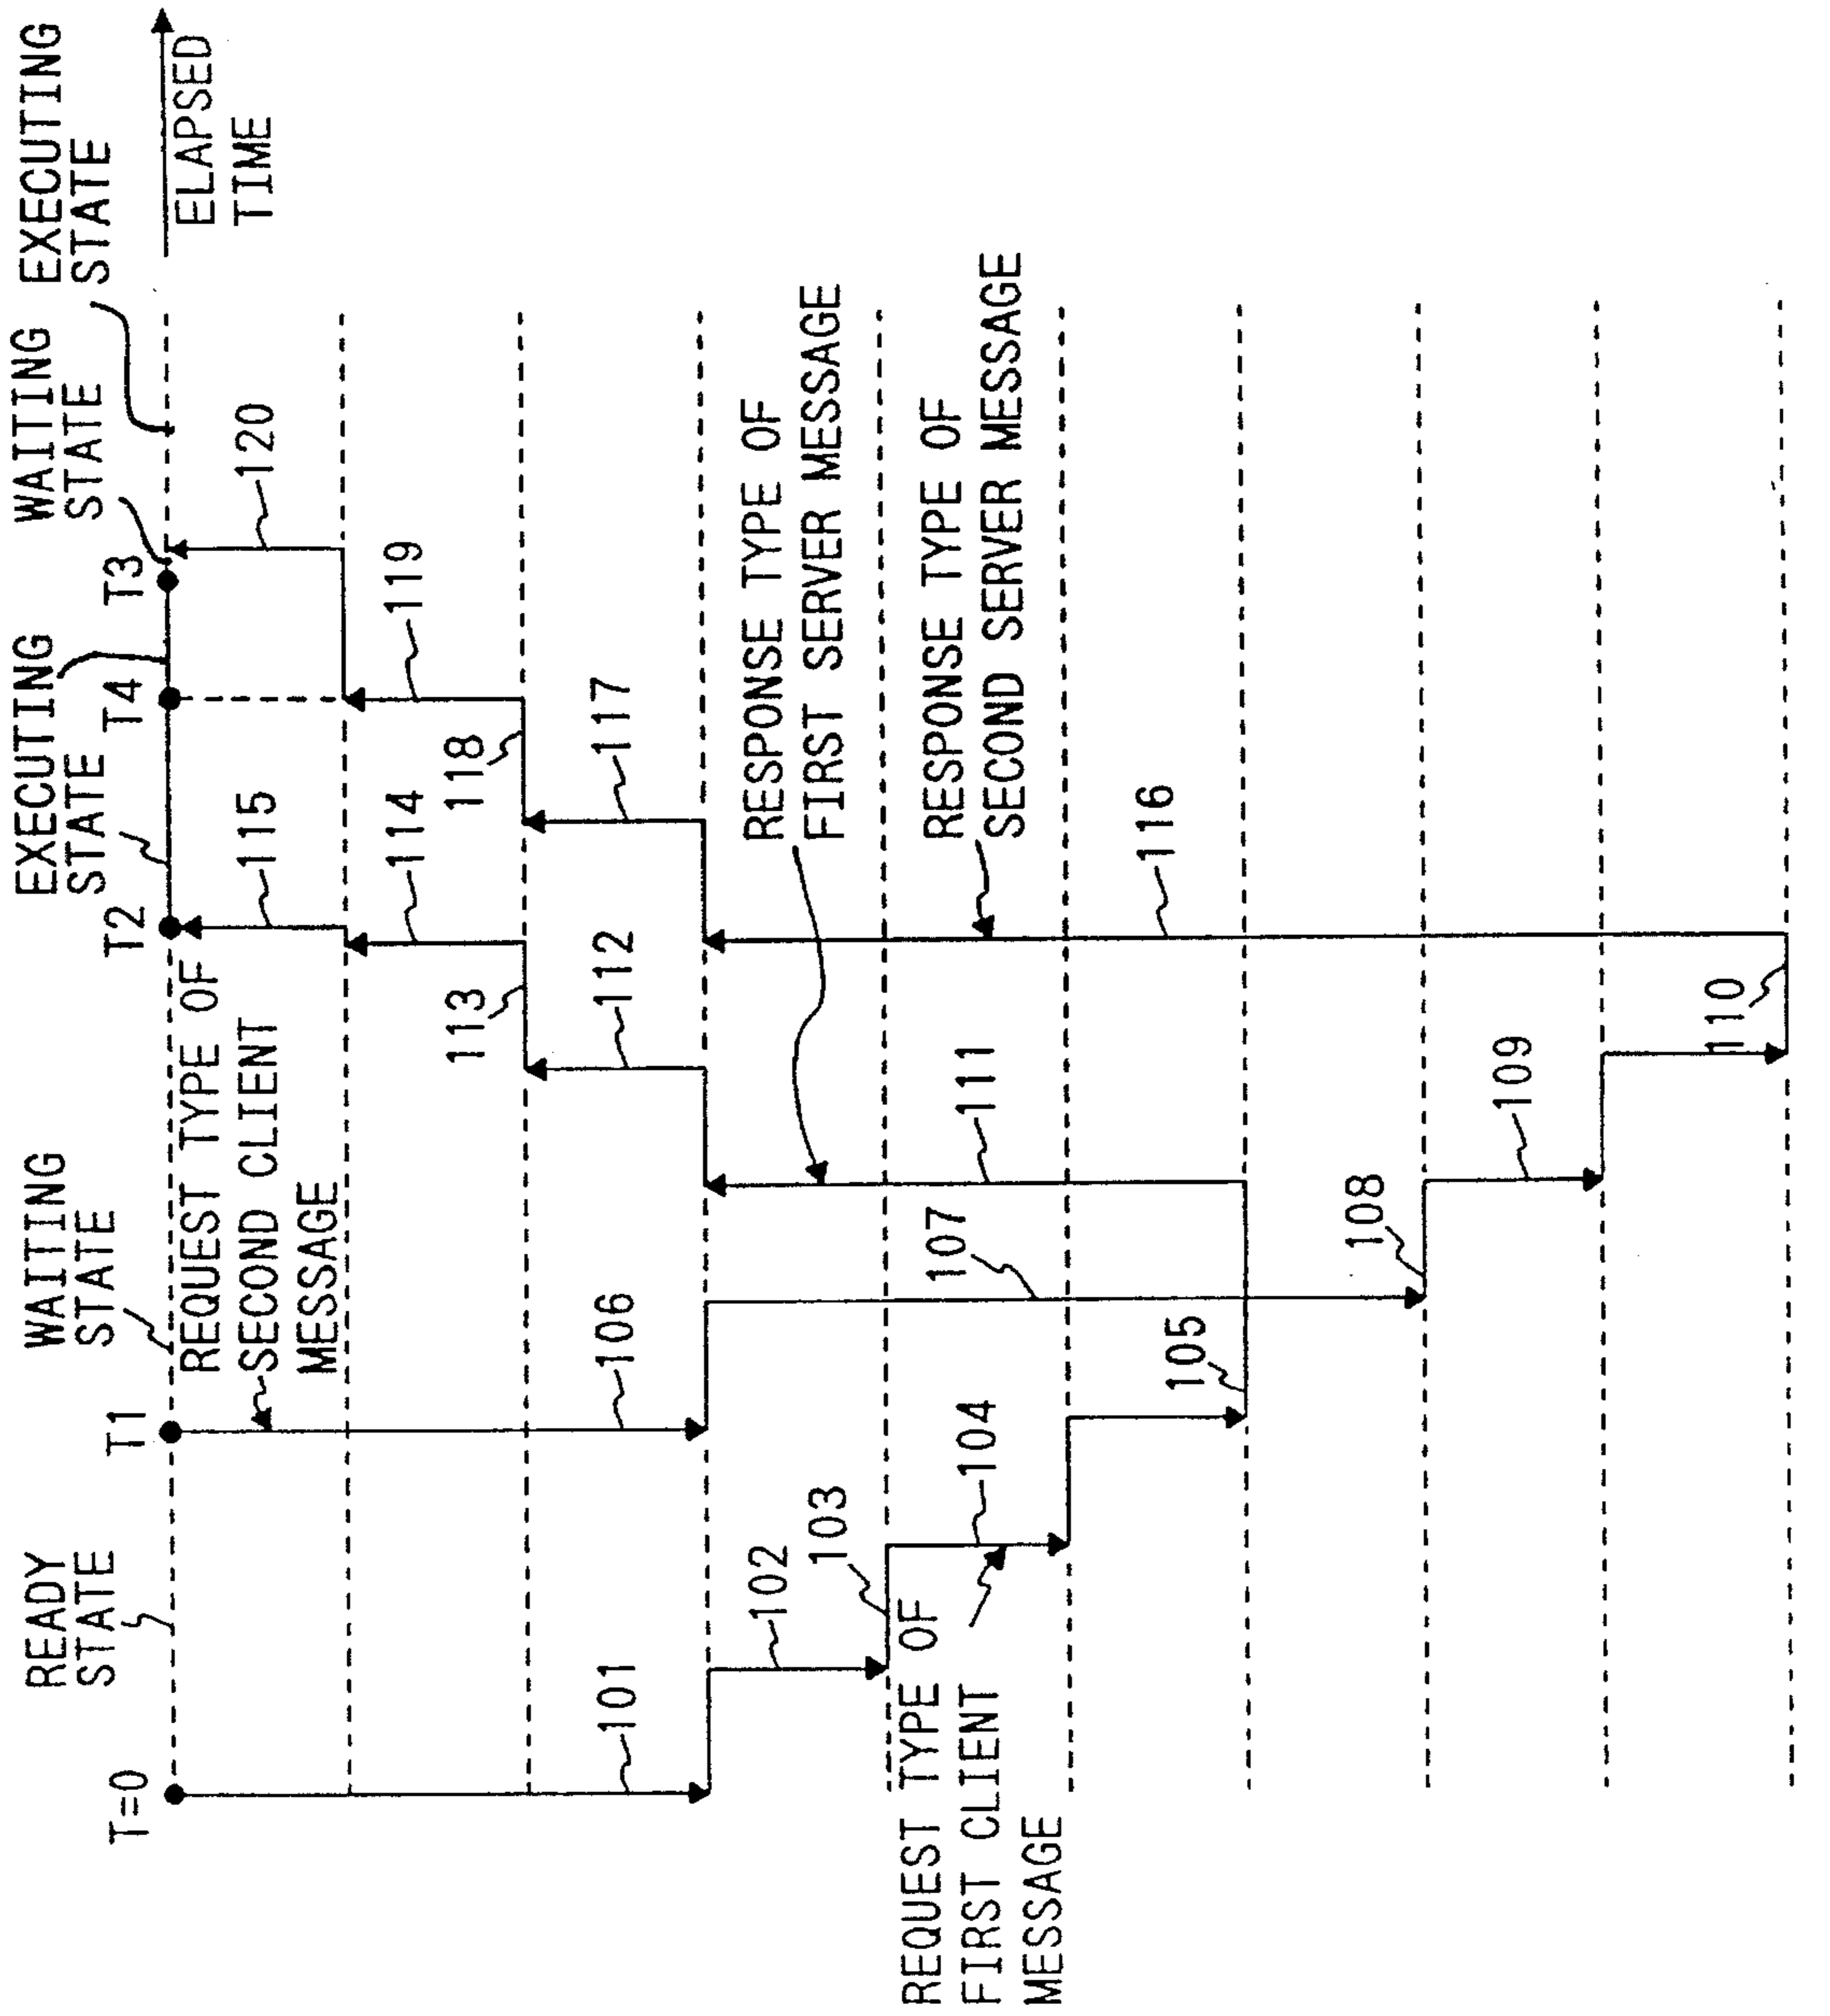 READY
STATE
WAITING
STATE
EXECUTING
STATE
EXECUTING
STATE
WAITING
STATE
EXECUTING
STATE
T=0
T1
T2
T4
T3
ELAPSED
TIME
REQUEST TYPE OF
SECOND CLIENT
MESSAGE
115
120
114
119
113
118
101
106
112
117
102
RESPONSE TYPE OF
FIRST SERVER MESSAGE
103
REQUEST TYPE OF
FIRST CLIENT
MESSAGE
104
107
111
RESPONSE TYPE OF
SECOND SERVER MESSAGE
105
116
108
109
110